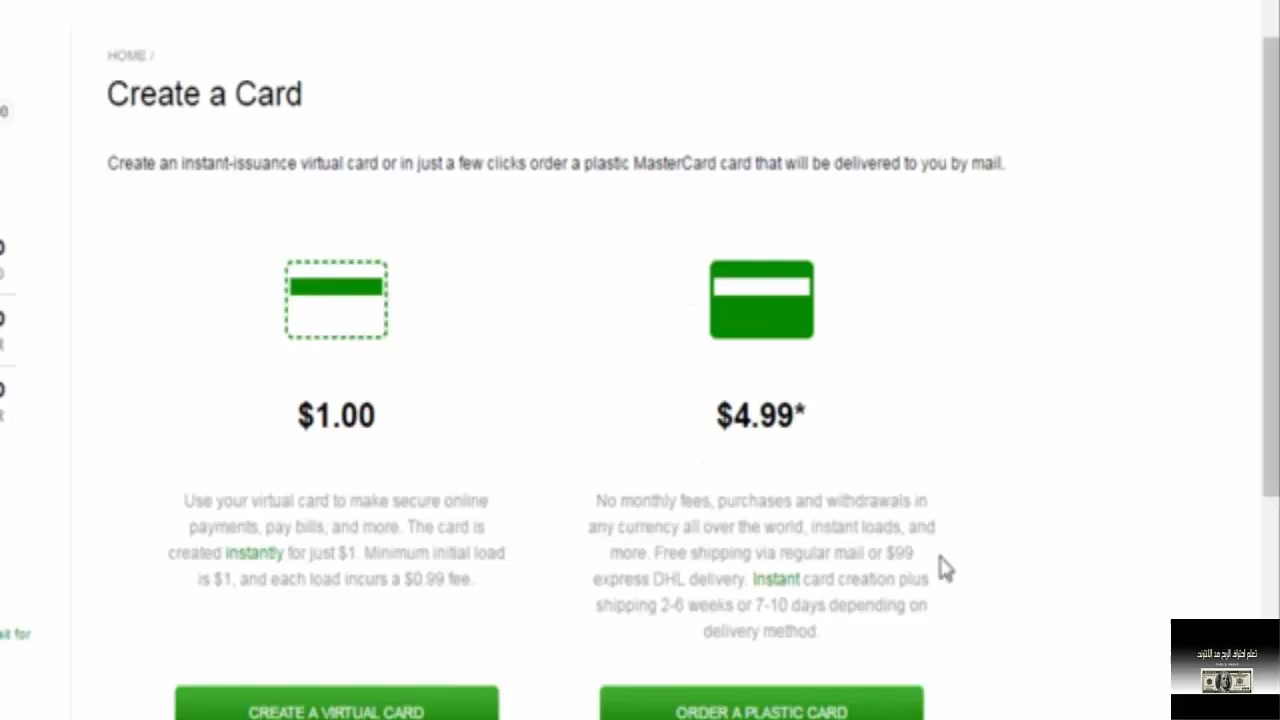 HOME /
Create a Card
Create an instant-issuance virtual card or in just a few clicks order a plastic MasterCard card that will be delivered to you by mail.
$1.00
Use your virtual card to make secure online
payments, pay bills, and more. The card is
created instantly for just $1. Minimum initial load
is $1, and each load incurs a $0.99 fee.
CREATE A VIRTUAL CARD
$4.99*
No monthly fees, purchases and withdrawals in
any currency all over the world, instant loads, and
more. Free shipping via regular mail or $99
express DHL delivery. Instant card creation plus
shipping 2-6 weeks or 7-10 days depending on
delivery method.
ORDER A PLASTIC CARD
تعلم احتراف الربح من الانترنت